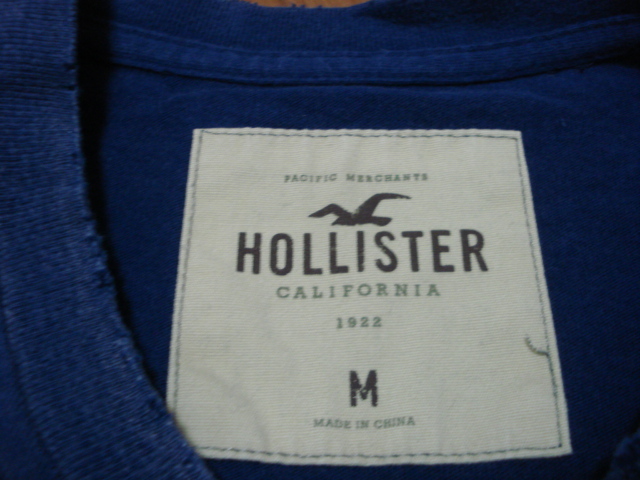 PACIFIC MERCHANTS
HOLLISTER
CALIFORNIA
1922
M
MADE IN CHINA